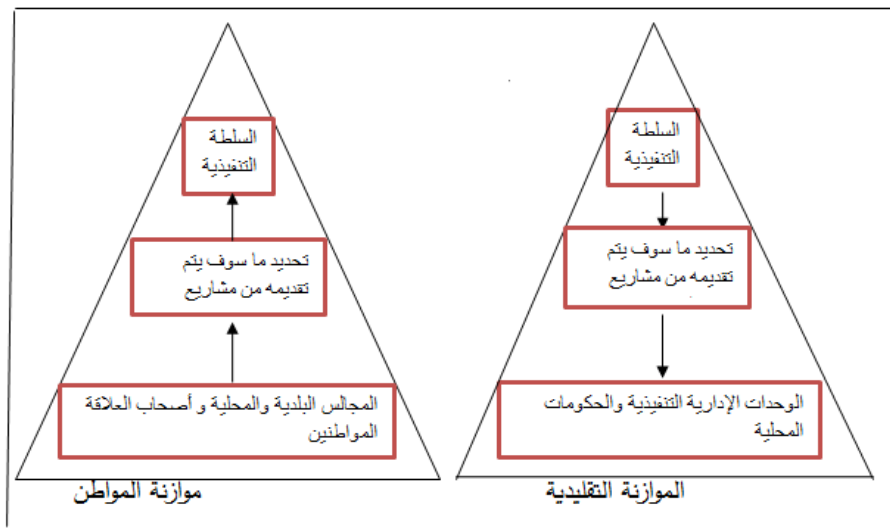 السلطة
التنفيذية
تحديد ما سوف يتم
تقديمه من مشاريع
الوحدات الإدارية التنفيذية والحكومات
المحلية
الموازنة التقليدية
السلطة
التنفيذية
تحديد ما سوف يتم
تقديمه من مشاريع
المجالس البلدية والمحلية و أصحاب العلاقة
المواطنين
موازنة المواطن